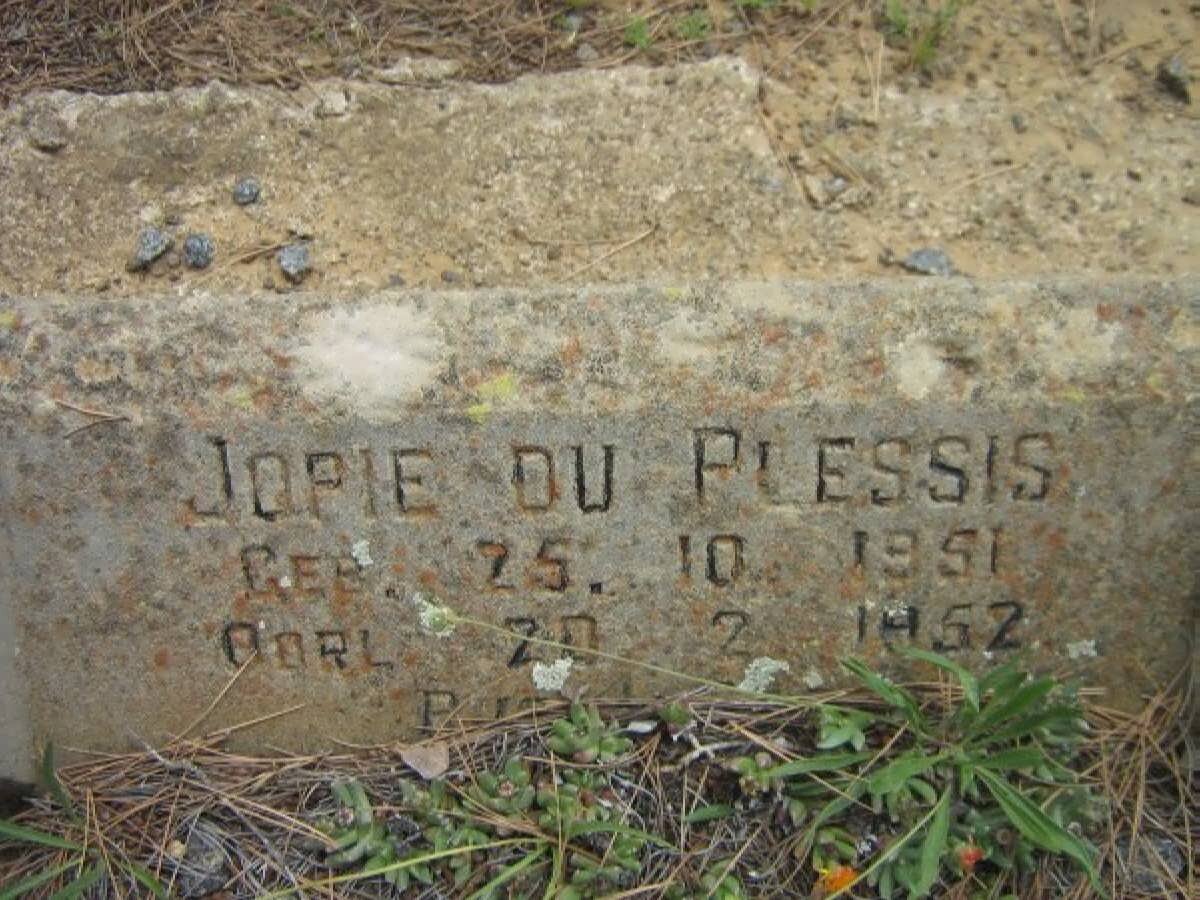 JOPIE DU PLESSIS
GEB. 25. 10. 1951
OORL 20 2 1952